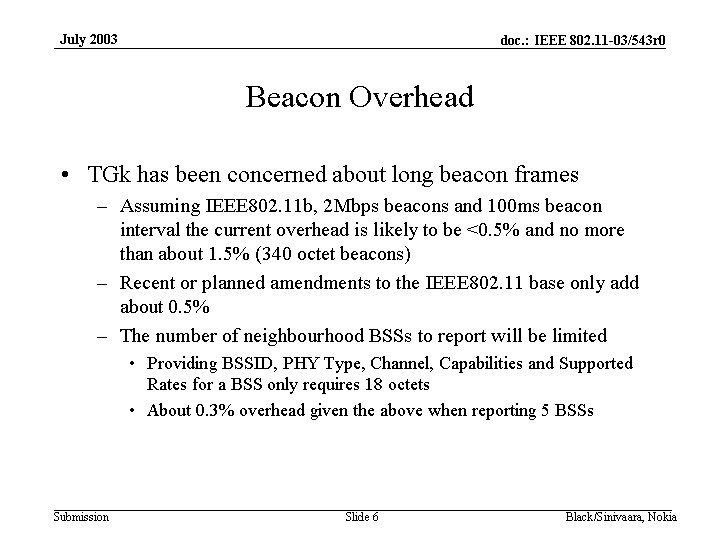 July 2003
doc.: IEEE 802.11-03/543r0
Beacon Overhead
• TGk has been concerned about long beacon frames
– Assuming IEEE802.11b, 2Mbps beacons and 100ms beacon
interval the current overhead is likely to be <0.5% and no more
than about 1.5% (340 octet beacons)
– Recent or planned amendments to the IEEE802.11 base only add
about 0.5%
– The number of neighbourhood BSSs to report will be limited
• Providing BSSID, PHY Type, Channel, Capabilities and Supported
Rates for a BSS only requires 18 octets
• About 0.3% overhead given the above when reporting 5 BSSs
Submission
Slide 6
Black/Sinivaara, Nokia